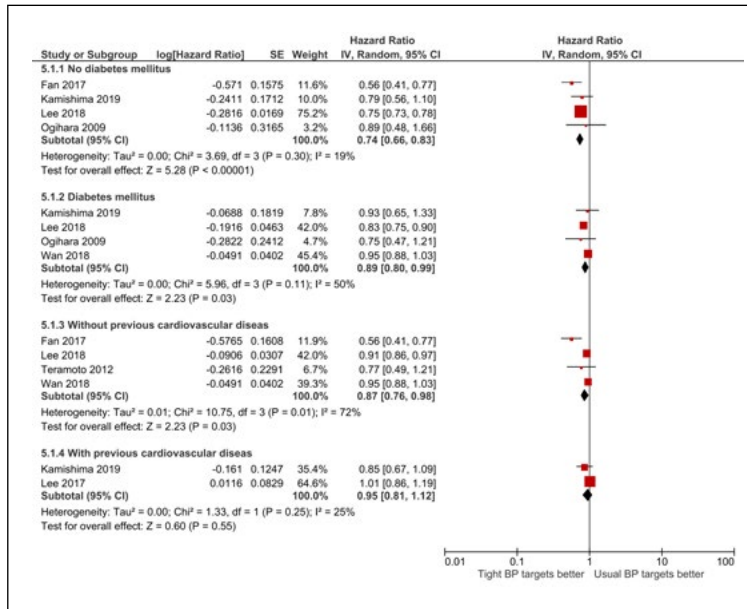 Hazard Ratio Hazard Ratio
Study or Subgroup log[Hazard Ratio] SE Weight IV, Random, 95% CI IV, Random, 95% CI
5.1.1 No diabetes mellitus
Fan 2017 -0.571 0.1575 11.6% 0.56 [0.41, 0.77]
Kamishima 2019 -0.2411 0.1712 10.0% 0.79 [0.56, 1.10]
Lee 2018 -0.2816 0.0169 75.2% 0.75 [0.73, 0.78]
Ogihara 2009 -0.1136 0.3165 3.2% 0.89 [0.48, 1.66]
Subtotal (95% CI) 100.0% 0.74 [0.66, 0.83]
Heterogeneity: Tau² = 0.00; Chi² = 3.69, df = 3 (P = 0.30); I² = 19%
Test for overall effect: Z = 5.28 (P < 0.00001)
5.1.2 Diabetes mellitus
Kamishima 2019 -0.0688 0.1819 7.8% 0.93 [0.65, 1.33]
Lee 2018 -0.1916 0.0463 42.0% 0.83 [0.75, 0.90]
Ogihara 2009 -0.2822 0.2412 4.7% 0.75 [0.47, 1.21]
Wan 2018 -0.0491 0.0402 45.4% 0.95 [0.88, 1.03]
Subtotal (95% CI) 100.0% 0.89 [0.80, 0.99]
Heterogeneity: Tau² = 0.00; Chi² = 5.96, df = 3 (P = 0.11); I² = 50%
Test for overall effect: Z = 2.23 (P = 0.03)
5.1.3 Without previous cardiovascular disease
Fan 2017 -0.5765 0.1608 11.9% 0.56 [0.41, 0.77]
Lee 2018 -0.0906 0.0307 42.0% 0.91 [0.86, 0.97]
Teramoto 2012 -0.2616 0.2291 6.7% 0.77 [0.49, 1.21]
Wan 2018 -0.0491 0.0402 39.3% 0.95 [0.88, 1.03]
Subtotal (95% CI) 100.0% 0.87 [0.76, 0.98]
Heterogeneity: Tau² = 0.01; Chi² = 10.75, df = 3 (P = 0.01); I² = 72%
Test for overall effect: Z = 2.23 (P = 0.03)
5.1.4 With previous cardiovascular disease
Kamishima 2019 -0.161 0.1247 35.4% 0.85 [0.67, 1.09]
Lee 2017 0.0116 0.0829 64.6% 1.01 [0.86, 1.19]
Subtotal (95% CI) 100.0% 0.95 [0.81, 1.12]
Heterogeneity: Tau² = 0.00; Chi² = 1.33, df = 1 (P = 0.25); I² = 25%
Test for overall effect: Z = 0.60 (P = 0.55)
0.01 0.1 1 10 100
Tight BP targets better Usual BP targets better